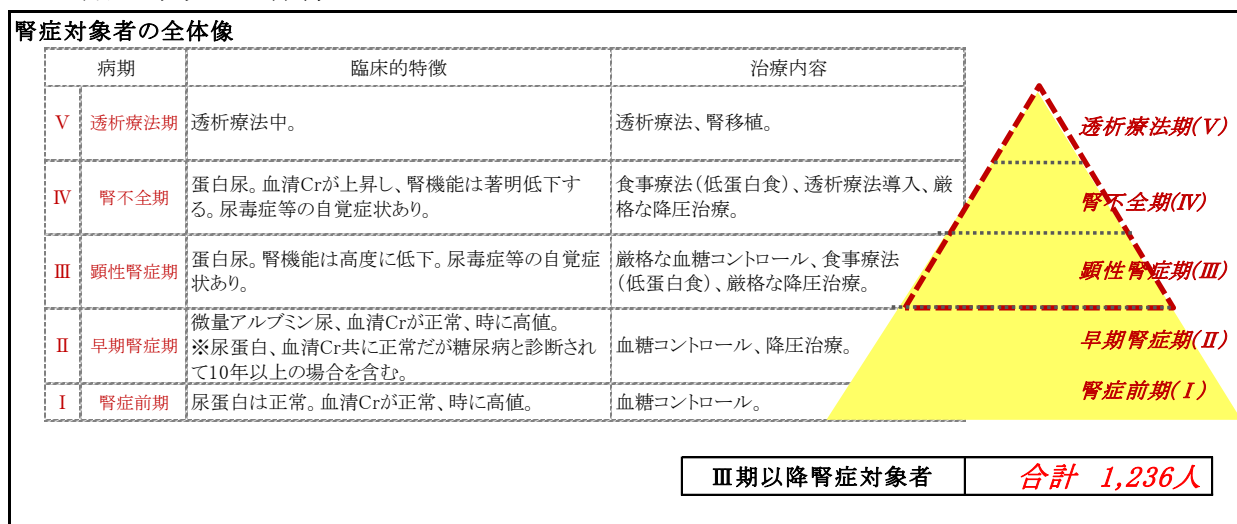 腎症対象者の全体像
病期 臨床的特徴 治療内容
Ⅴ 透析療法期 透析療法中。 透析療法、腎移植。
Ⅳ 腎不全期 蛋白尿。血清Crが上昇し、腎機能は著明低下す
る。尿毒症等の自覚症状あり。 食事療法(低蛋白食)、透析療法導入、厳
格な降圧治療。
Ⅲ 顕性腎症期 蛋白尿。腎機能は高度に低下。尿毒症等の自覚症
状あり。 厳格な血糖コントロール、食事療法
(低蛋白食)、厳格な降圧治療。
Ⅱ 早期腎症期 微量アルブミン尿、血清Crが正常、時に高値。
※尿蛋白、血清Cr共に正常だが糖尿病と診断され
て10年以上の場合を含む。 血糖コントロール、降圧治療。
Ⅰ 腎症前期 尿蛋白は正常。血清Crが正常、時に高値。 血糖コントロール。
透析療法期(Ⅴ)
腎不全期(Ⅳ)
顕性腎症期(Ⅲ)
早期腎症期(Ⅱ)
腎症前期(Ⅰ)
Ⅲ期以降腎症対象者 合計 1,236人